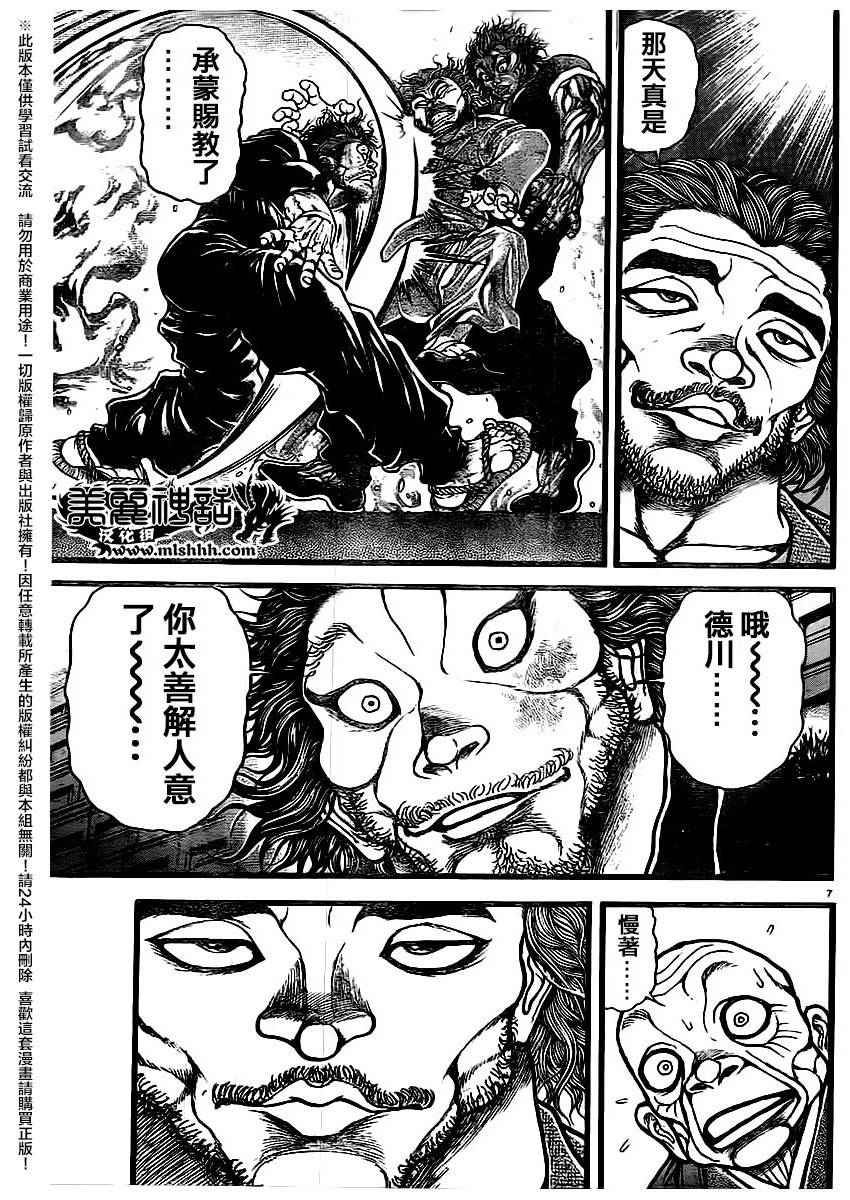 那天真是
承蒙賜教了
………
哦～～…
德川……
你太善解人意
了～～～…
慢著……
7
美麗神話
汉化组
www.mlshhh.com
※此版本僅供學習試看交流 請勿用於商業用途！一切版權歸原作者與出版社擁有！因任意轉載所產生的版權糾紛都與本組無關！請24小時內刪除 喜歡這套漫畫請購買正版！